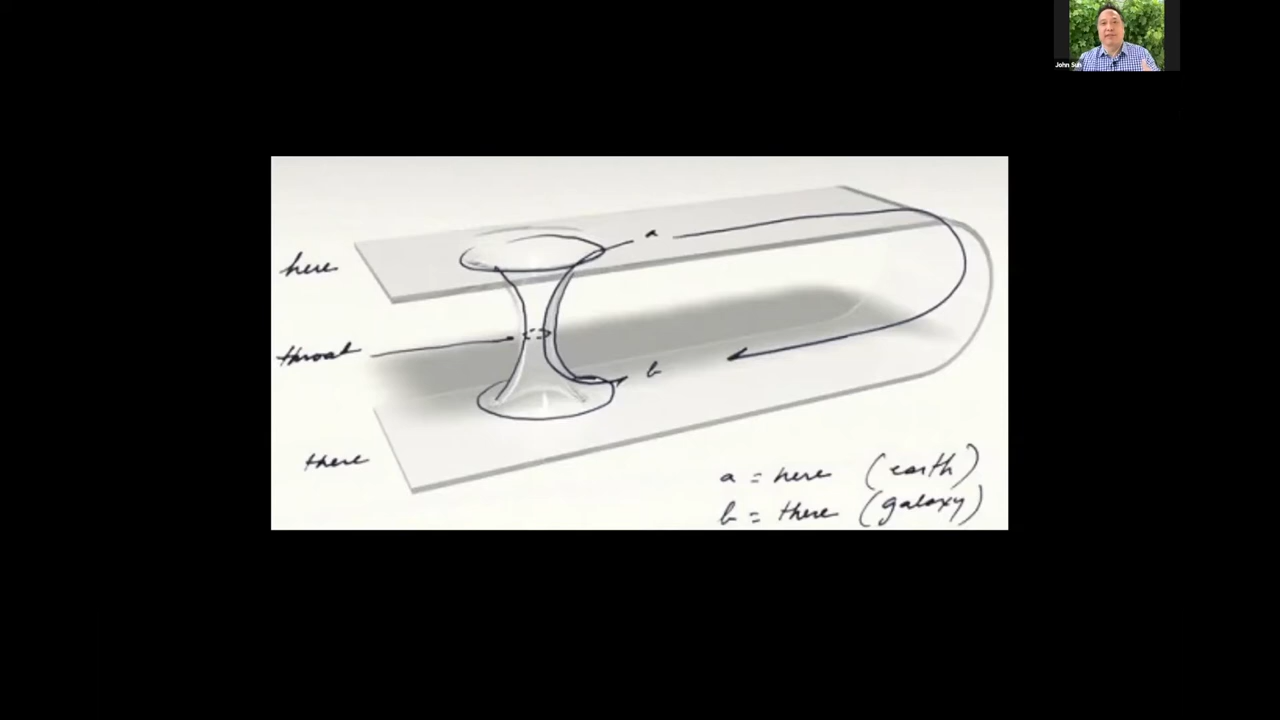 John Suh
here
a
throat
b
there
a = here (earth)
b = there (galaxy)